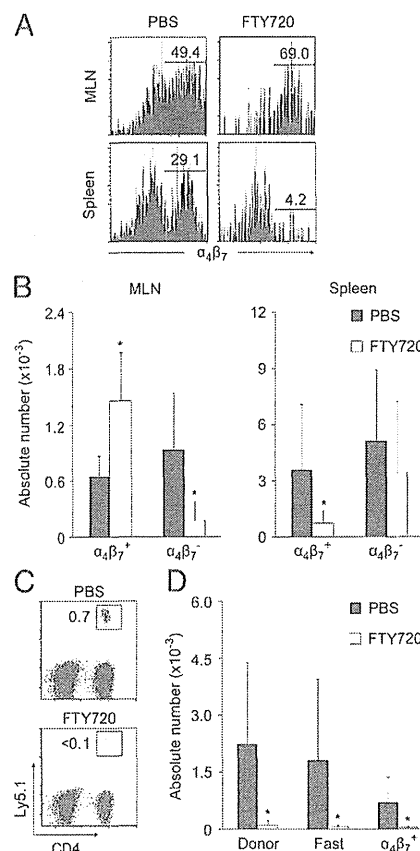 A
PBS FTY720
MLN
49.4 69.0
Spleen
29.1 4.2
α4β7
B
MLN Spleen
Absolute number (x10⁻³)
2.4
1.8
1.2
0.6
0
*
*
α4β7⁺ α4β7⁻
12
9
6
3
0
PBS
FTY720
*
α4β7⁺ α4β7⁻
C
PBS
0.7
FTY720
<0.1
Ly5.1
CD4
D
Absolute number (x10⁻³)
6.0
4.5
3.0
1.5
0
PBS
FTY720
* * *
Donor Fast α4β7⁺